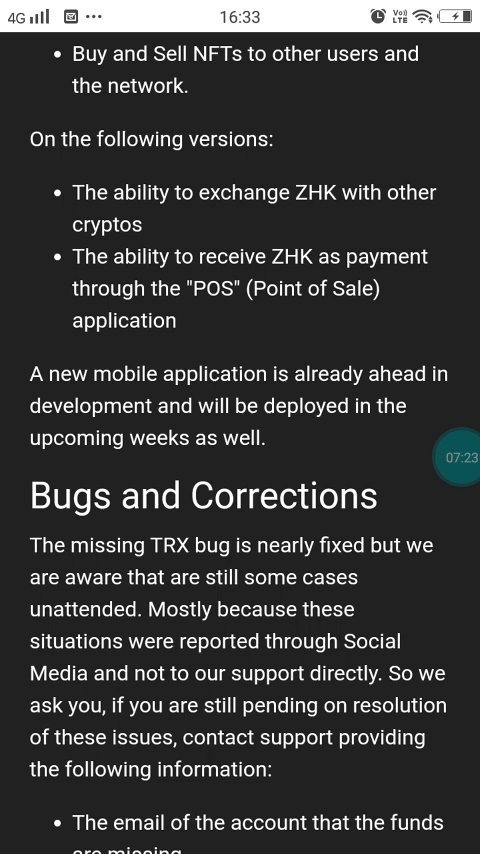 4G 16:33 Vo) LTE
• Buy and Sell NFTs to other users and
the network.
On the following versions:
• The ability to exchange ZHK with other
cryptos
• The ability to receive ZHK as payment
through the "POS" (Point of Sale)
application
A new mobile application is already ahead in
development and will be deployed in the
upcoming weeks as well.
07:23
Bugs and Corrections
The missing TRX bug is nearly fixed but we
are aware that are still some cases
unattended. Mostly because these
situations were reported through Social
Media and not to our support directly. So we
ask you, if you are still pending on resolution
of these issues, contact support providing
the following information:
• The email of the account that the funds
are missing